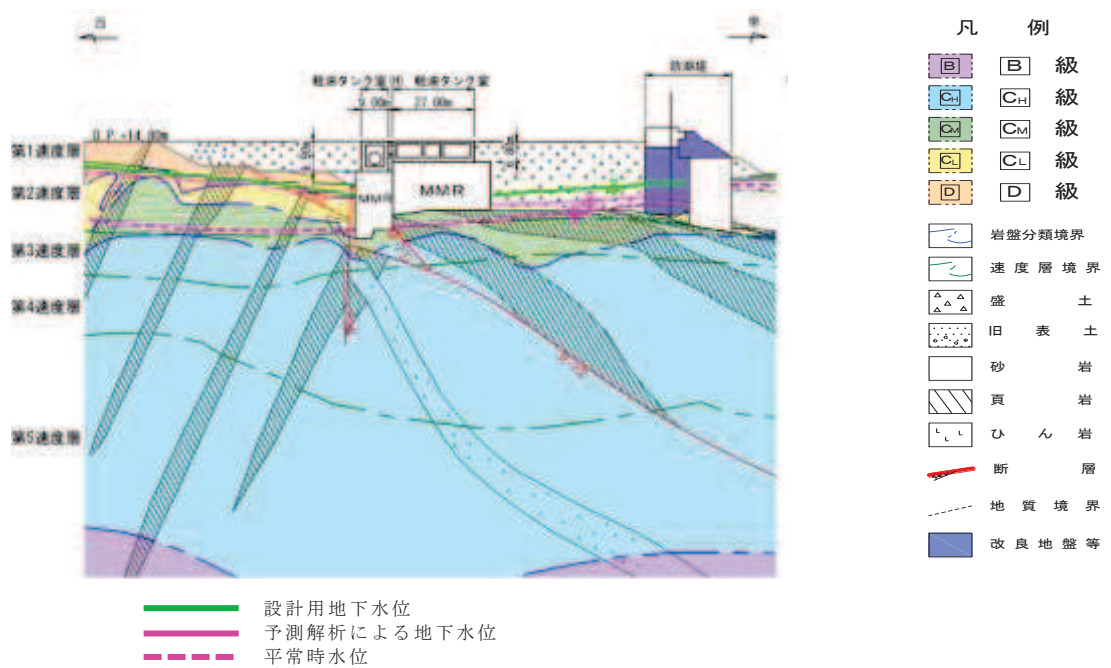 西
東
防潮堤
軽油タンク室(H) 軽油タンク室
9.00m 27.00m
O.P.+14.80m
第1速度層
第2速度層
第3速度層
第4速度層
第5速度層
MMR
MMR
凡 例
B B 級
CH CH 級
CM CM 級
CL CL 級
D D 級
岩盤分類境界
速度層境界
盛 土
旧 表 土
砂 岩
頁 岩
ひ ん 岩
断 層
地 質 境 界
改 良 地 盤 等
設計用地下水位
予測解析による地下水位
平常時水位